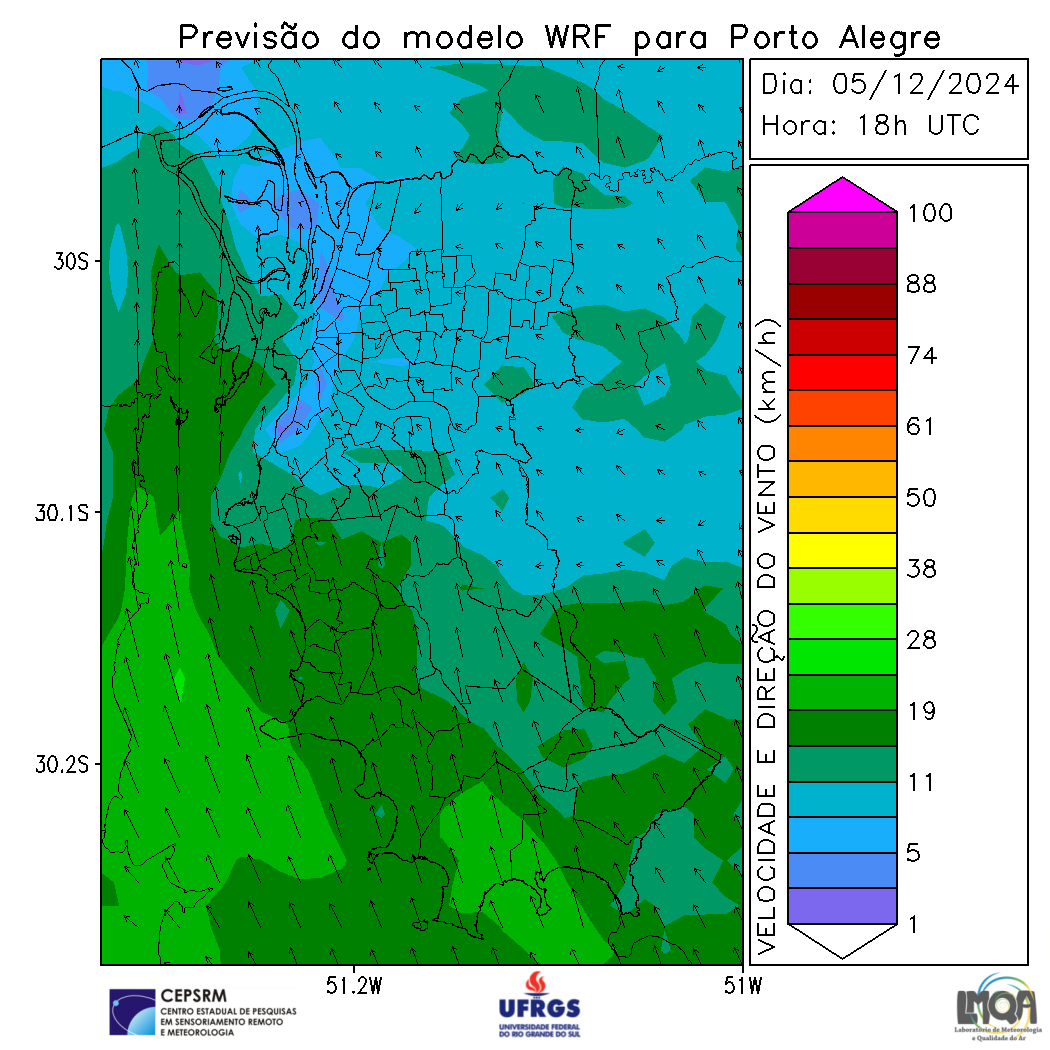 Previsão do modelo WRF para Porto Alegre
Dia: 05/12/2024
Hora: 18h UTC
30S
30.1S
30.2S
51.2W
51W
VELOCIDADE E DIREÇÃO DO VENTO (km/h)
100
88
74
61
50
38
28
19
11
5
1
CEPSRM
CENTRO ESTADUAL DE PESQUISAS
EM SENSORIAMENTO REMOTO
E METEOROLOGIA
UFRGS
UNIVERSIDADE FEDERAL
DO RIO GRANDE DO SUL
LMQA
Laboratório de Meteorologia
e Qualidade do Ar